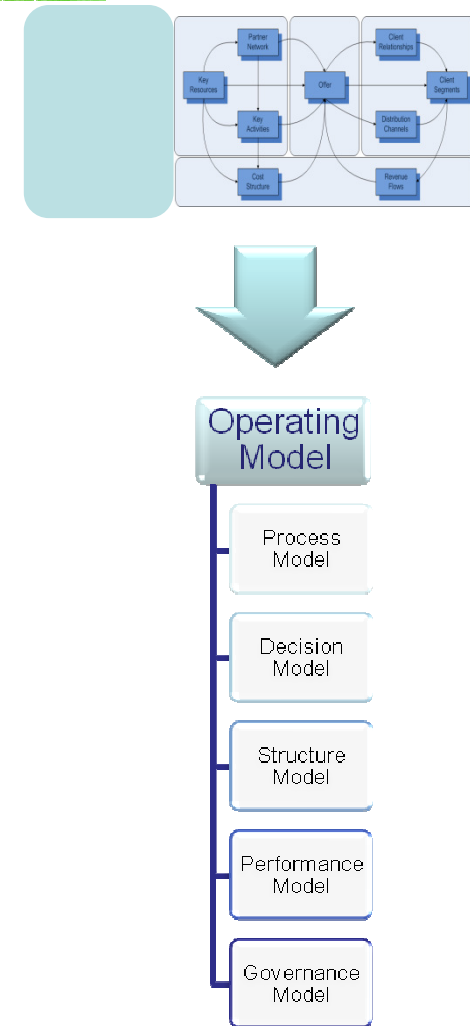 Partner
Network
Client
Relationships
Key
Resources
Offer
Client
Segments
Key
Activities
Distribution
Channels
Cost
Structure
Revenue
Flows
Operating
Model
Process
Model
Decision
Model
Structure
Model
Performance
Model
Governance
Model